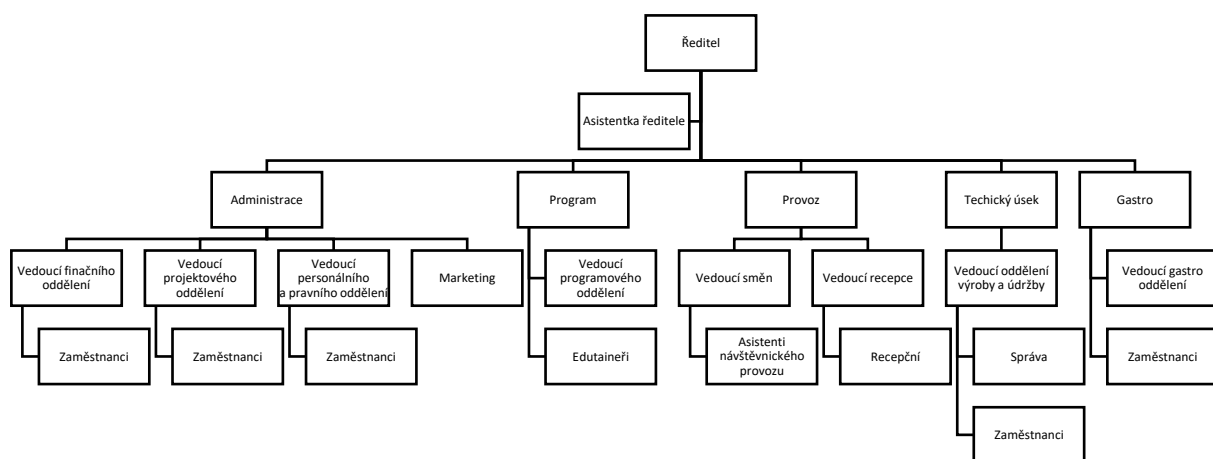 Ředitel
Asistentka ředitele
Administrace
Program
Provoz
Techický úsek
Gastro
Vedoucí finačního
oddělení
Vedoucí
projektového
oddělení
Vedoucí
personálního
a pravního oddělení
Marketing
Vedoucí
programového
oddělení
Vedoucí směn
Vedoucí recepce
Vedoucí oddělení
výroby a údržby
Vedoucí gastro
oddělení
Zaměstnanci
Zaměstnanci
Zaměstnanci
Edutaineři
Asistenti
návštěvnického
provozu
Recepční
Správa
Zaměstnanci
Zaměstnanci